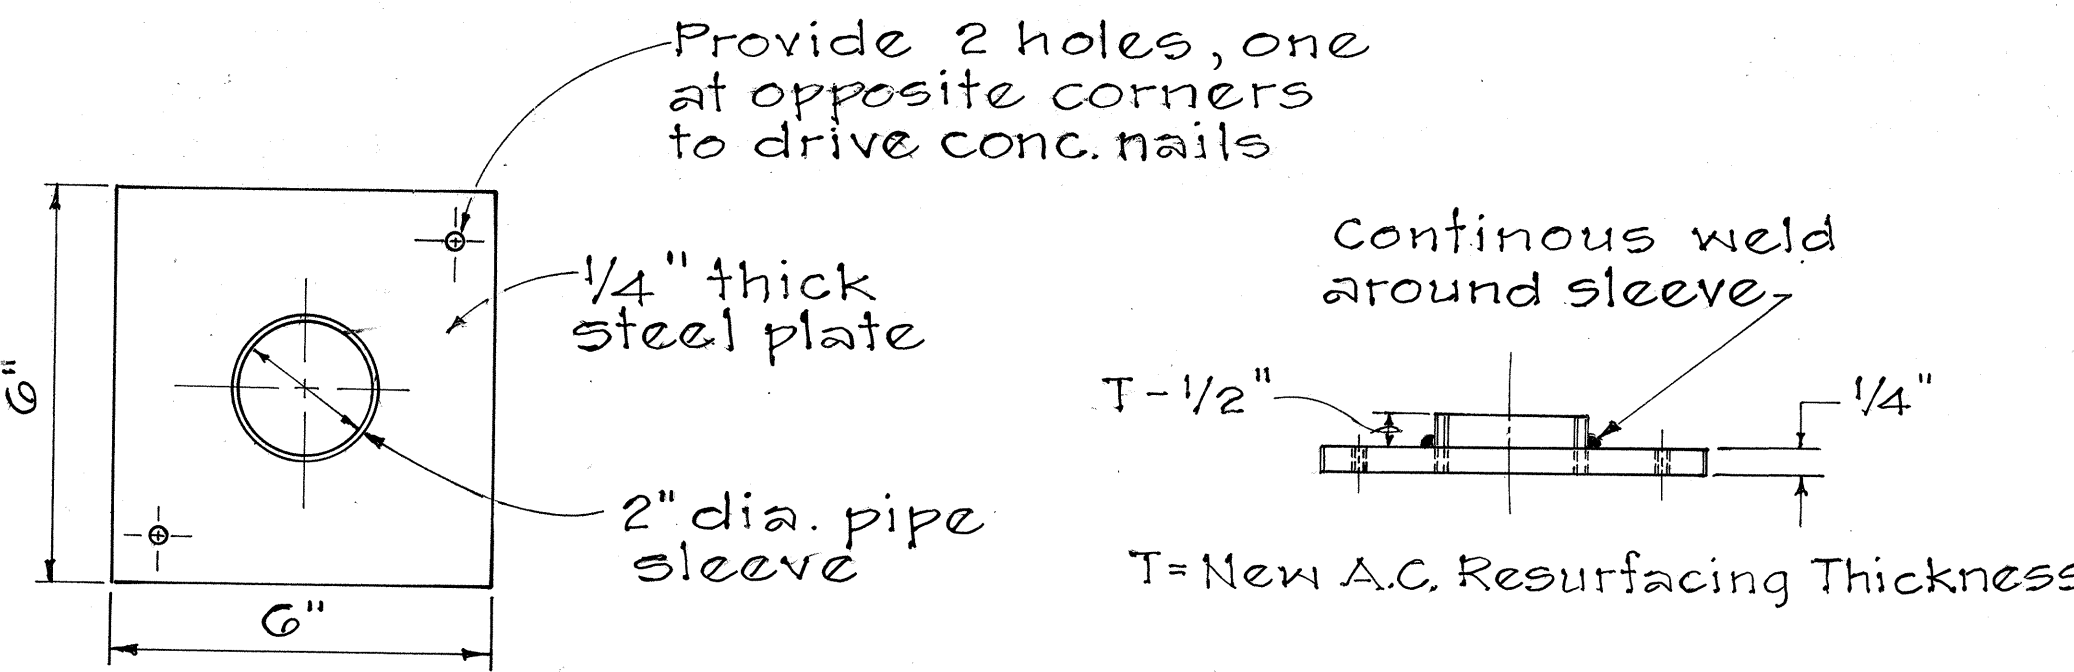 Provide 2 holes, one
at opposite corners
to drive conc. nails
1/4" thick
steel plate
6"
2" dia. pipe
sleeve
6"
Continous weld
around sleeve
T-1/2"
1/4"
T= New A.C. Resurfacing Thickness